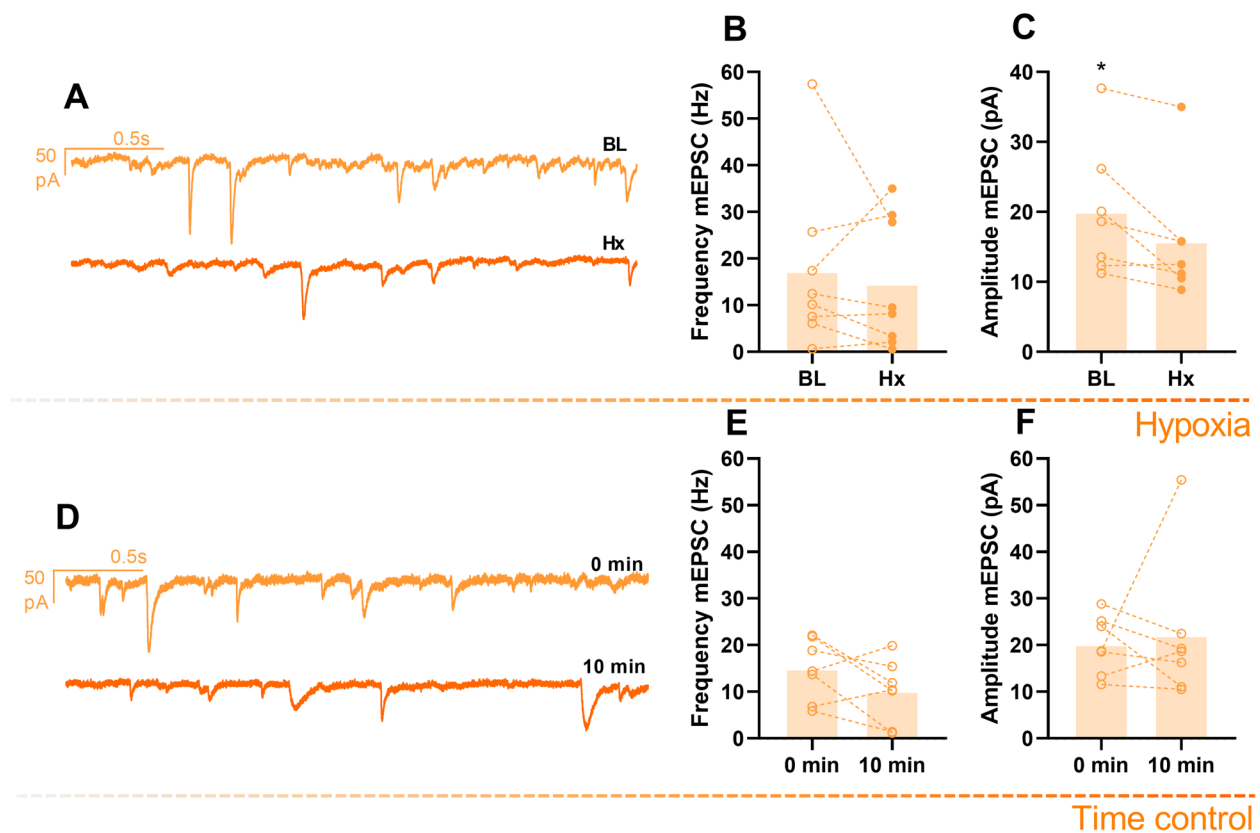 A
0.5s
50
pA
BL
Hx
B
Frequency mEPSC (Hz)
60
50
40
30
20
10
0
BL Hx
C
Amplitude mEPSC (pA)
*
40
30
20
10
0
BL Hx
Hypoxia
D
0.5s
50
pA
0 min
10 min
E
Frequency mEPSC (Hz)
60
50
40
30
20
10
0
0 min 10 min
F
Amplitude mEPSC (pA)
60
50
40
30
20
10
0
0 min 10 min
Time control